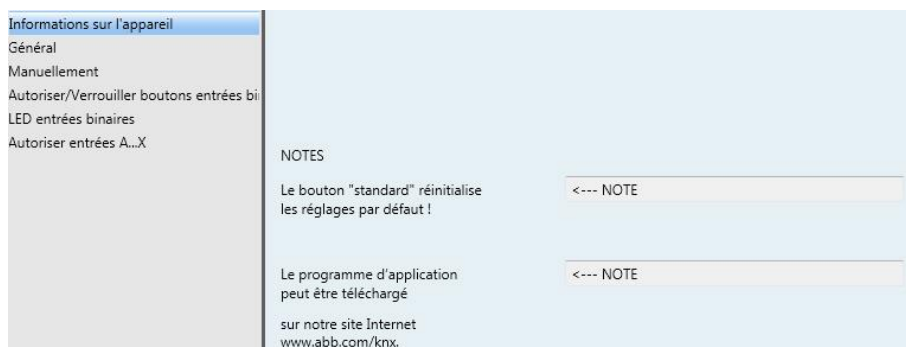 Informations sur l'appareil
Général
Manuellement
Autoriser/Verrouiller boutons entrées bi
LED entrées binaires
Autoriser entrées A...X
NOTES
Le bouton "standard" réinitialise
les réglages par défaut !
<--- NOTE
Le programme d'application
peut être téléchargé
<--- NOTE
sur notre site Internet
www.abb.com/knx.